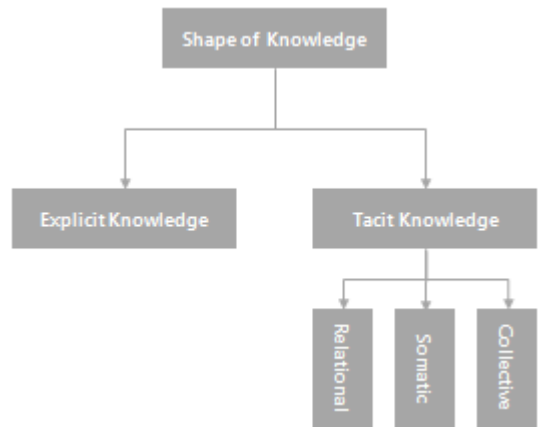 Shape of Knowledge
Explicit Knowledge
Tacit Knowledge
Relational
Somatic
Collective